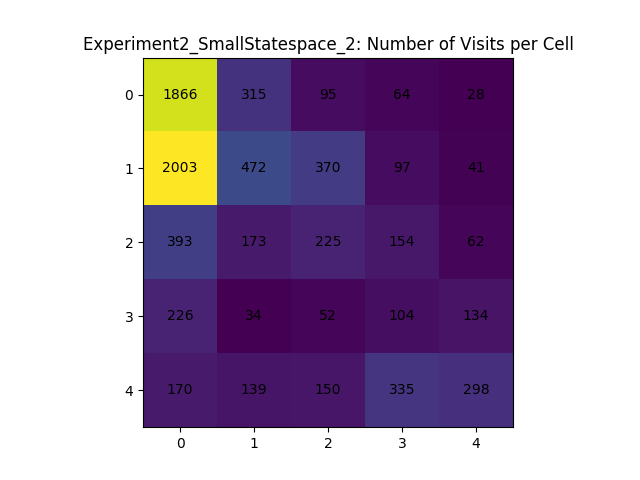 Experiment2_SmallStatespace_2: Number of Visits per Cell
0 1866 315 95 64 28
1 2003 472 370 97 41
2 393 173 225 154 62
3 226 34 52 104 134
4 170 139 150 335 298
0 1 2 3 4